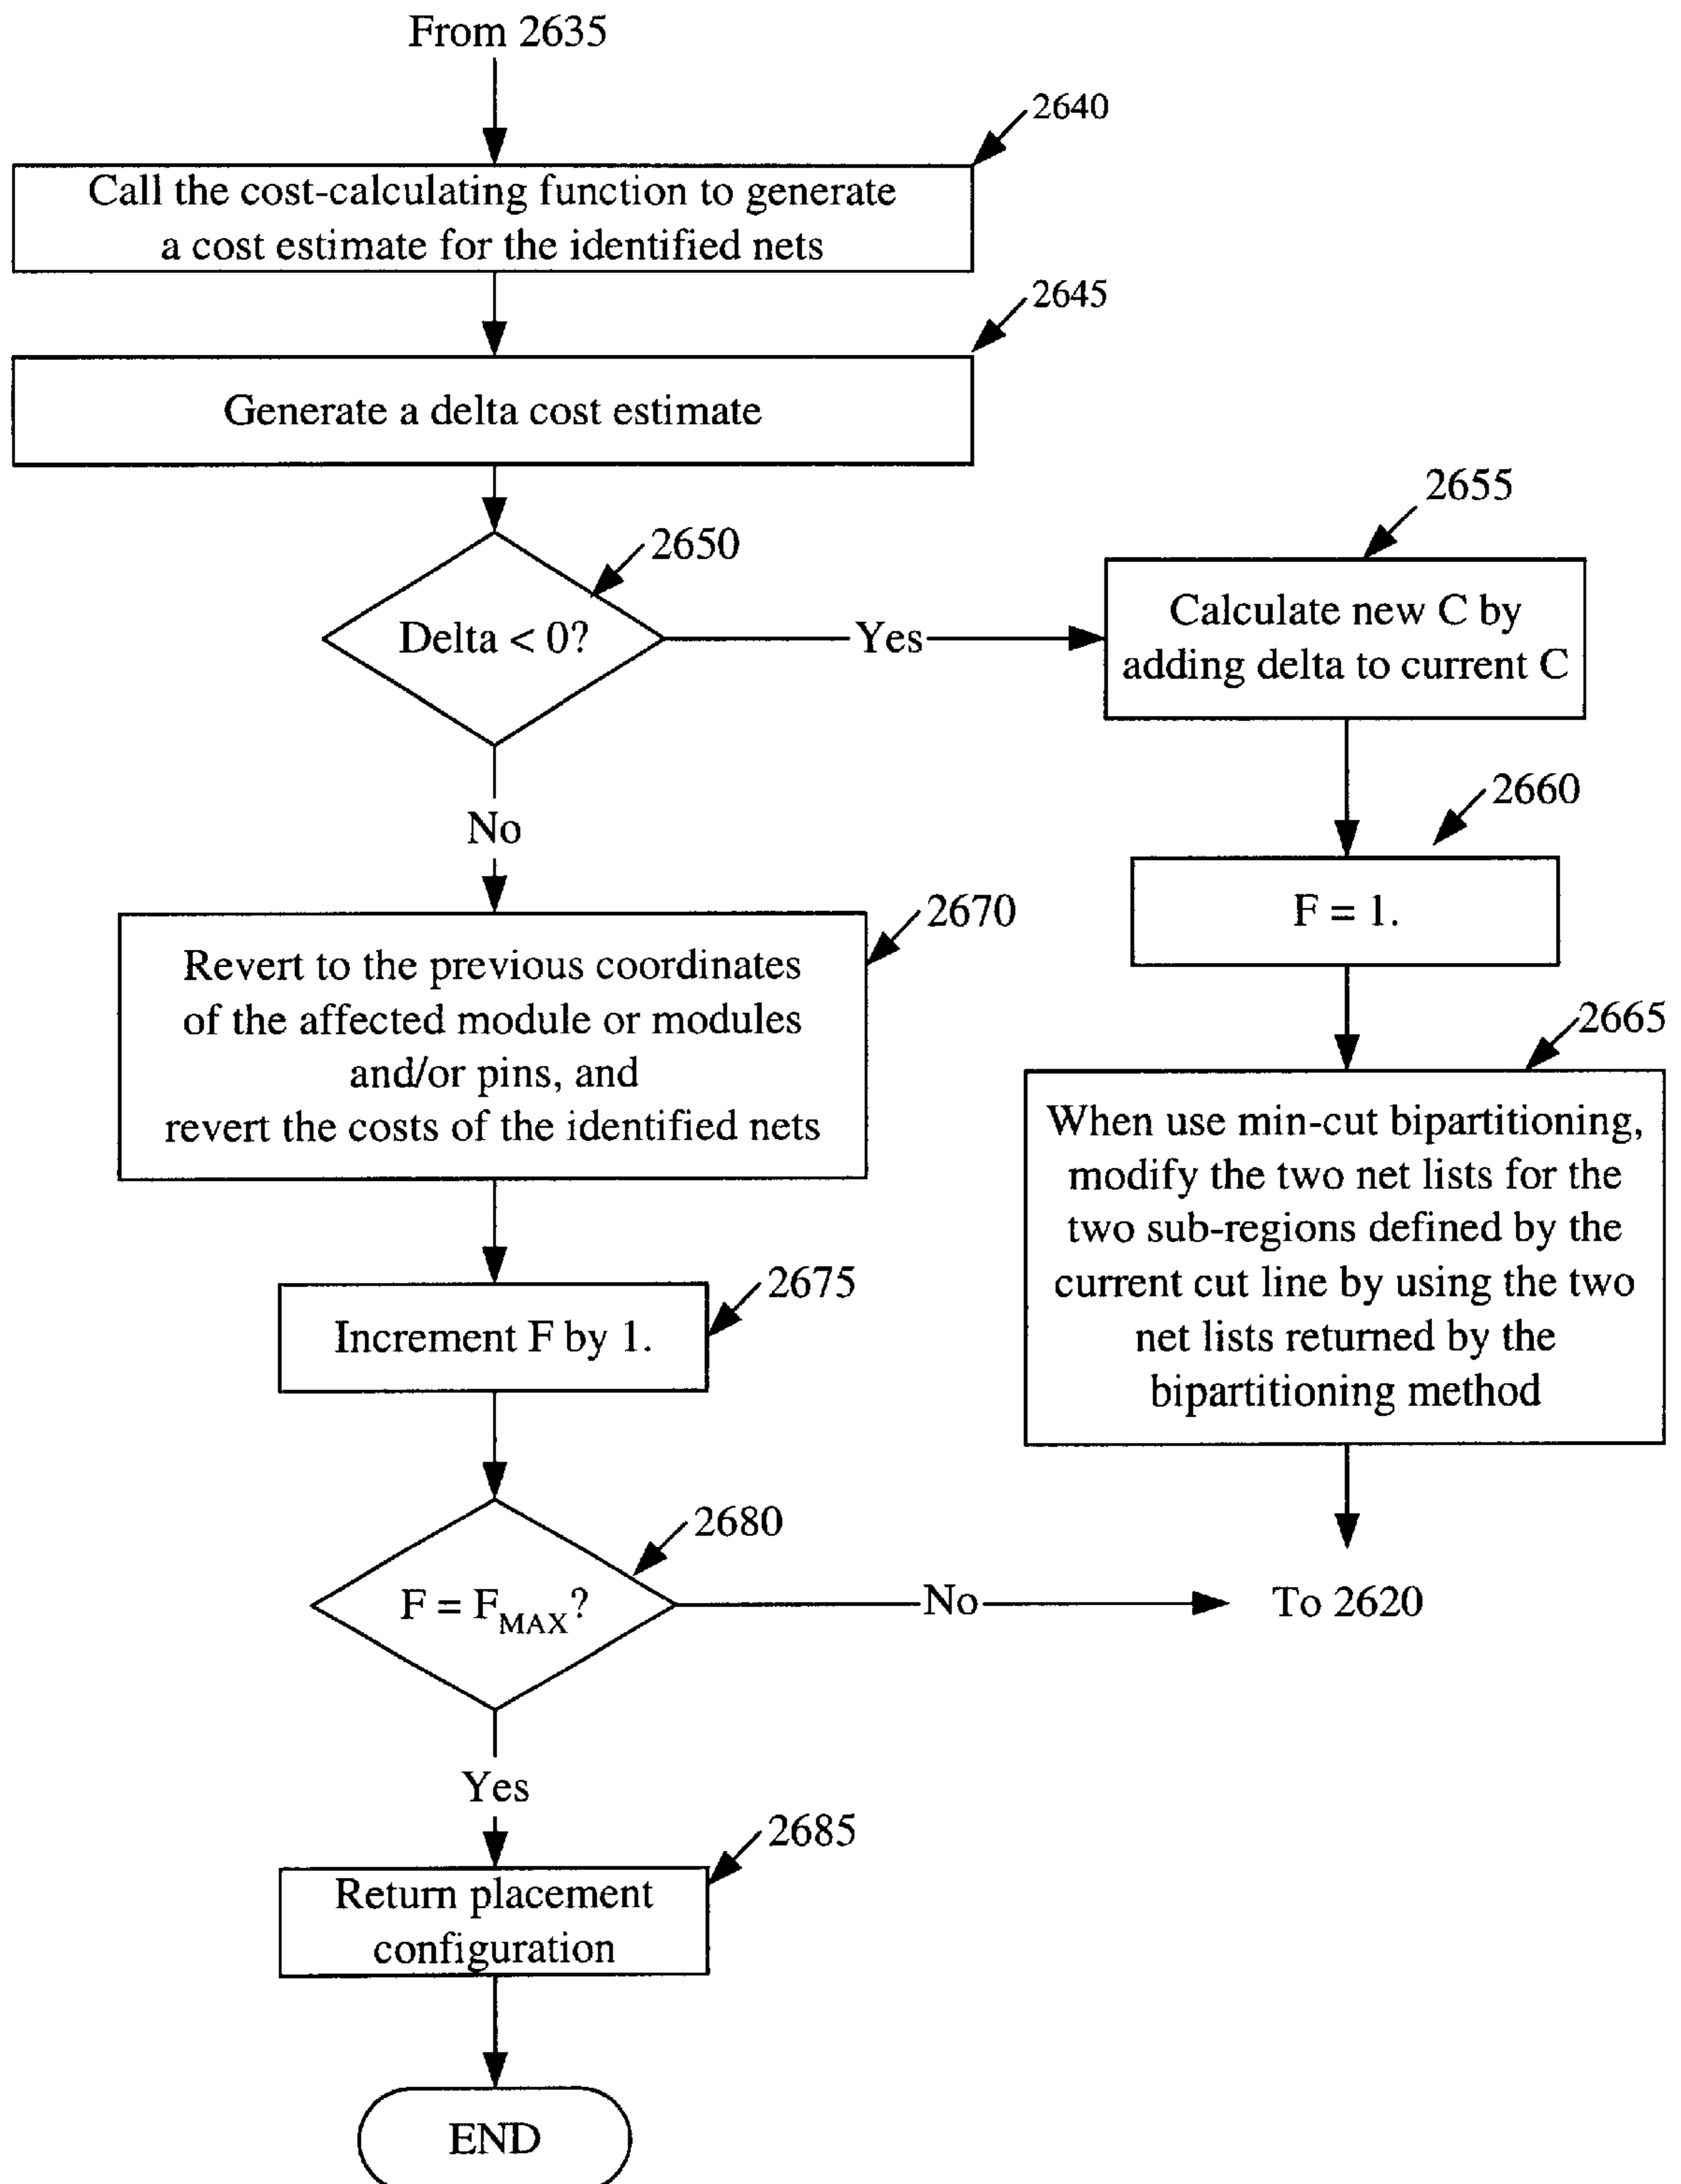 From 2635
2640
Call the cost-calculating function to generate
a cost estimate for the identified nets
2645
Generate a delta cost estimate
2650
Delta < 0?
Yes
2655
Calculate new C by
adding delta to current C
2660
F = 1.
2665
When use min-cut bipartitioning,
modify the two net lists for the
two sub-regions defined by the
current cut line by using the two
net lists returned by the
bipartitioning method
No
2670
Revert to the previous coordinates
of the affected module or modules
and/or pins, and
revert the costs of the identified nets
2675
Increment F by 1.
2680
F = FMAX?
No
To 2620
Yes
2685
Return placement
configuration
END